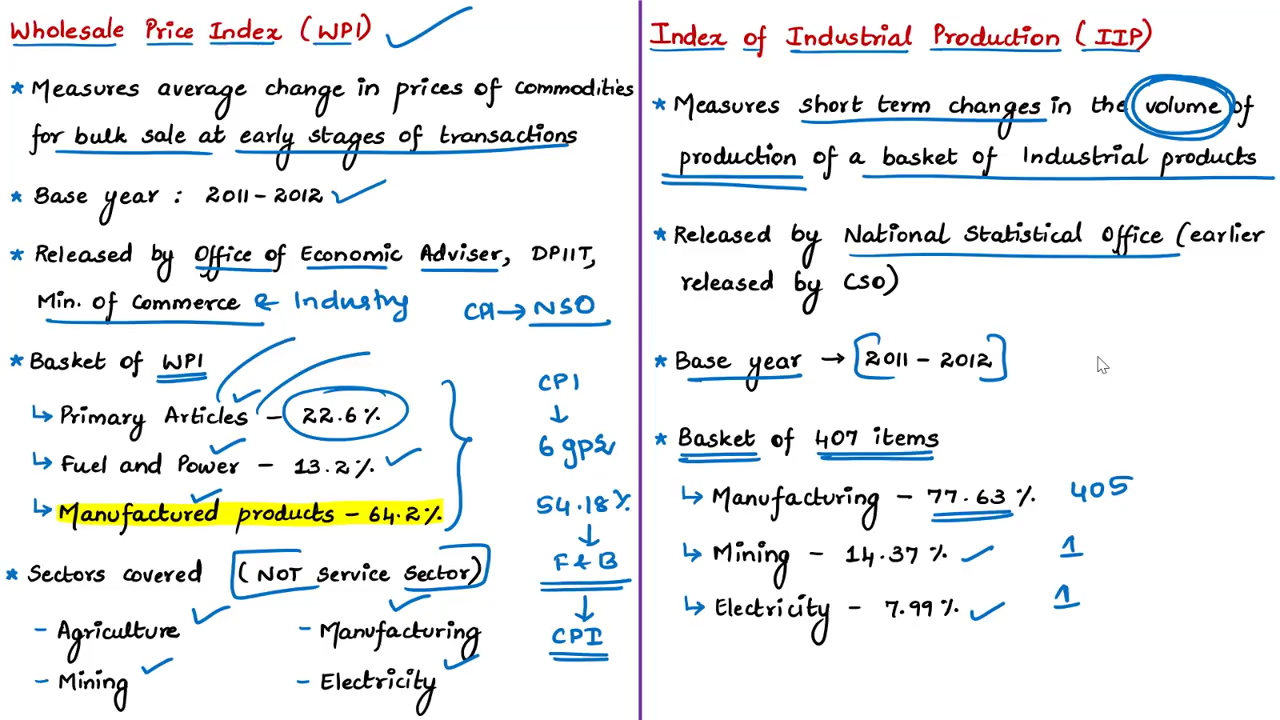 Wholesale Price Index (WPI)
* Measures average change in prices of commodities
for bulk sale at early stages of transactions
* Base year : 2011 - 2012
* Released by Office of Economic Adviser, DPIIT,
Min. of Commerce & Industry
CPI → NSO
* Basket of WPI
↳ Primary Articles - 22.6%
↳ Fuel and Power - 13.2%
↳ Manufactured products - 64.2%
CPI
↓
6 gps
54.18%
↓
F & B
↓
CPI
* Sectors covered (NOT Service Sector)
- Agriculture - Manufacturing
- Mining - Electricity
Index of Industrial Production (IIP)
* Measures short term changes in the volume of
production of a basket of Industrial products
* Released by National Statistical Office (earlier
released by CSO)
* Base year → [2011 - 2012]
* Basket of 407 items
↳ Manufacturing - 77.63 % 405
↳ Mining - 14.37 % 1
↳ Electricity - 7.99 % 1